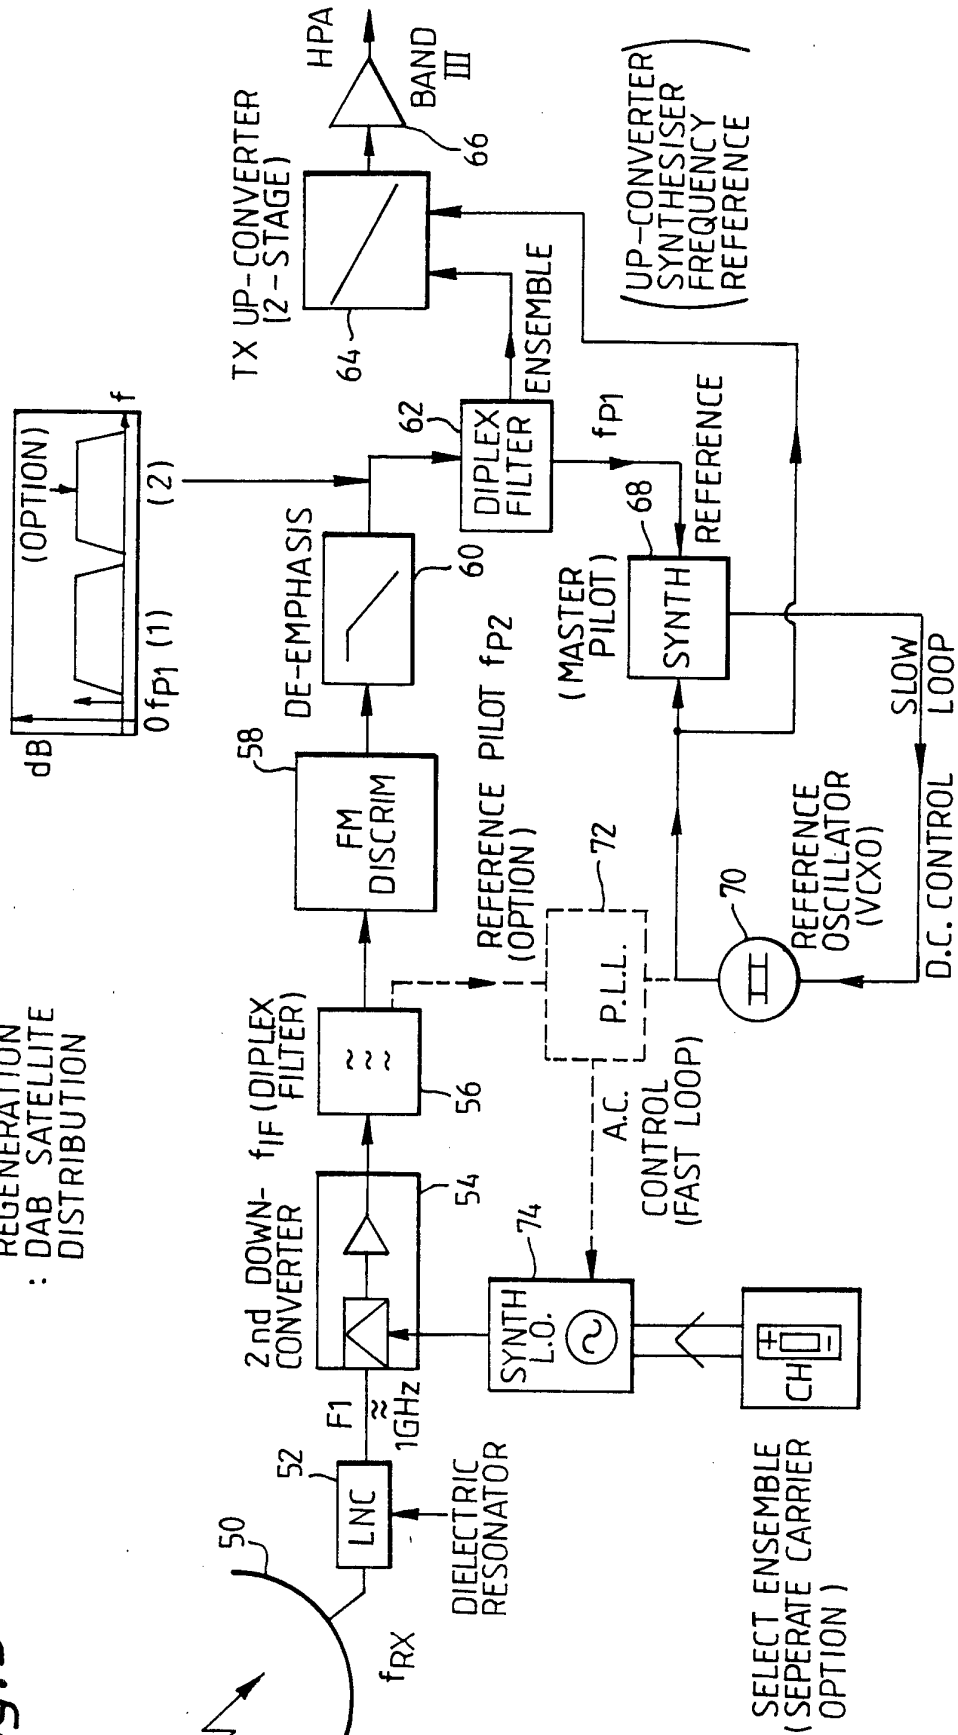 REGENERATION
: DAB SATELLITE
DISTRIBUTION
dB
(OPTION)
f
0 fP1 (1)
(2)
TX UP-CONVERTER
(2-STAGE)
HPA
BAND
III
66
64
ENSEMBLE
(UP-CONVERTER
SYNTHESISER
FREQUENCY
REFERENCE)
50
fRX
52
LNC
DIELECTRIC
RESONATOR
F1
≈
1GHz
2nd DOWN-
CONVERTER
54
fIF (DIPLEX
FILTER)
56
58
FM
DISCRIM
DE-EMPHASIS
60
62
DIPLEX
FILTER
fP1
REFERENCE
68
(MASTER
PILOT)
SYNTH
REFERENCE PILOT fP2
(OPTION)
72
P.L.L.
A.C.
CONTROL
(FAST LOOP)
74
SYNTH
L.O.
70
REFERENCE
OSCILLATOR
(VCXO)
SLOW
LOOP
D.C. CONTROL
CH
+
-
SELECT ENSEMBLE
(SEPERATE CARRIER
OPTION)